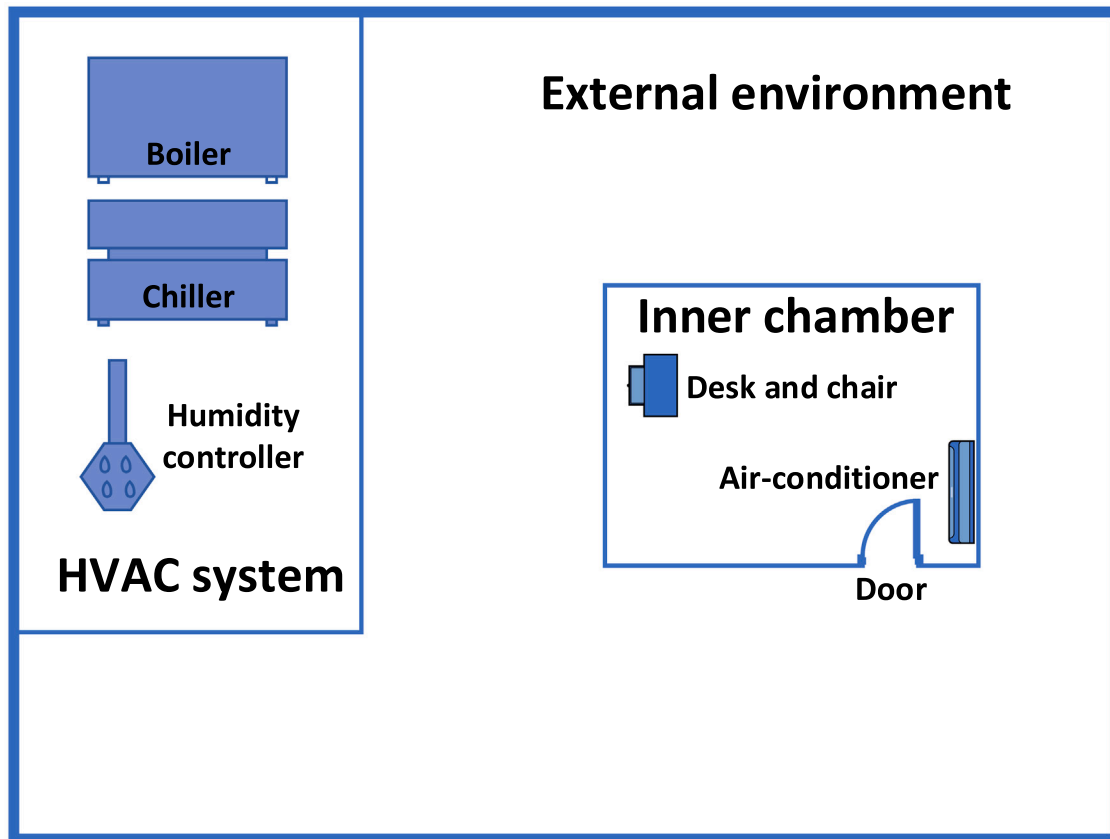 External environment
Boiler
Chiller
Humidity
controller
HVAC system
Inner chamber
Desk and chair
Air-conditioner
Door